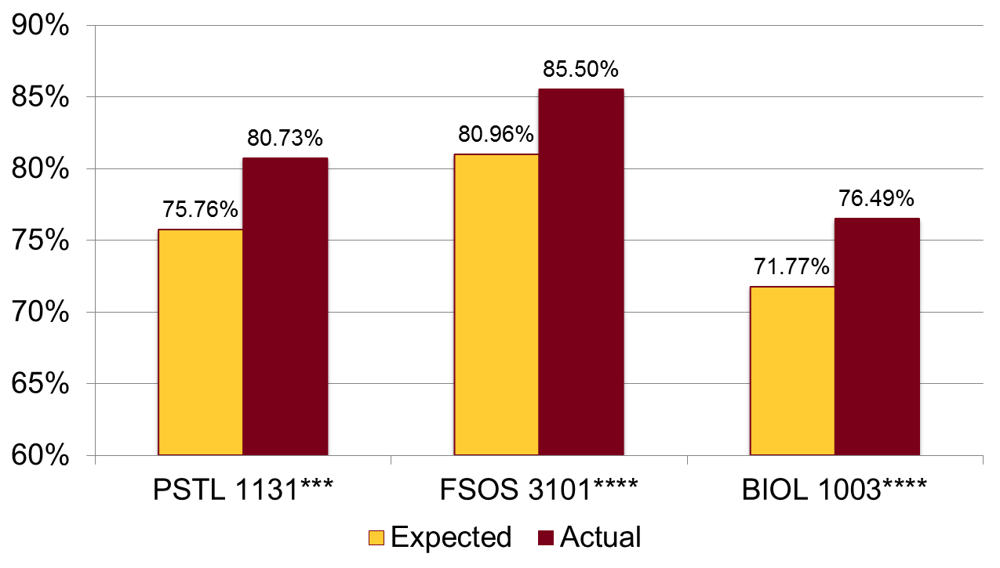 90%
85%
80%
75%
70%
65%
60%
75.76%
80.73%
80.96%
85.50%
71.77%
76.49%
PSTL 1131***
FSOS 3101****
BIOL 1003****
Expected
Actual